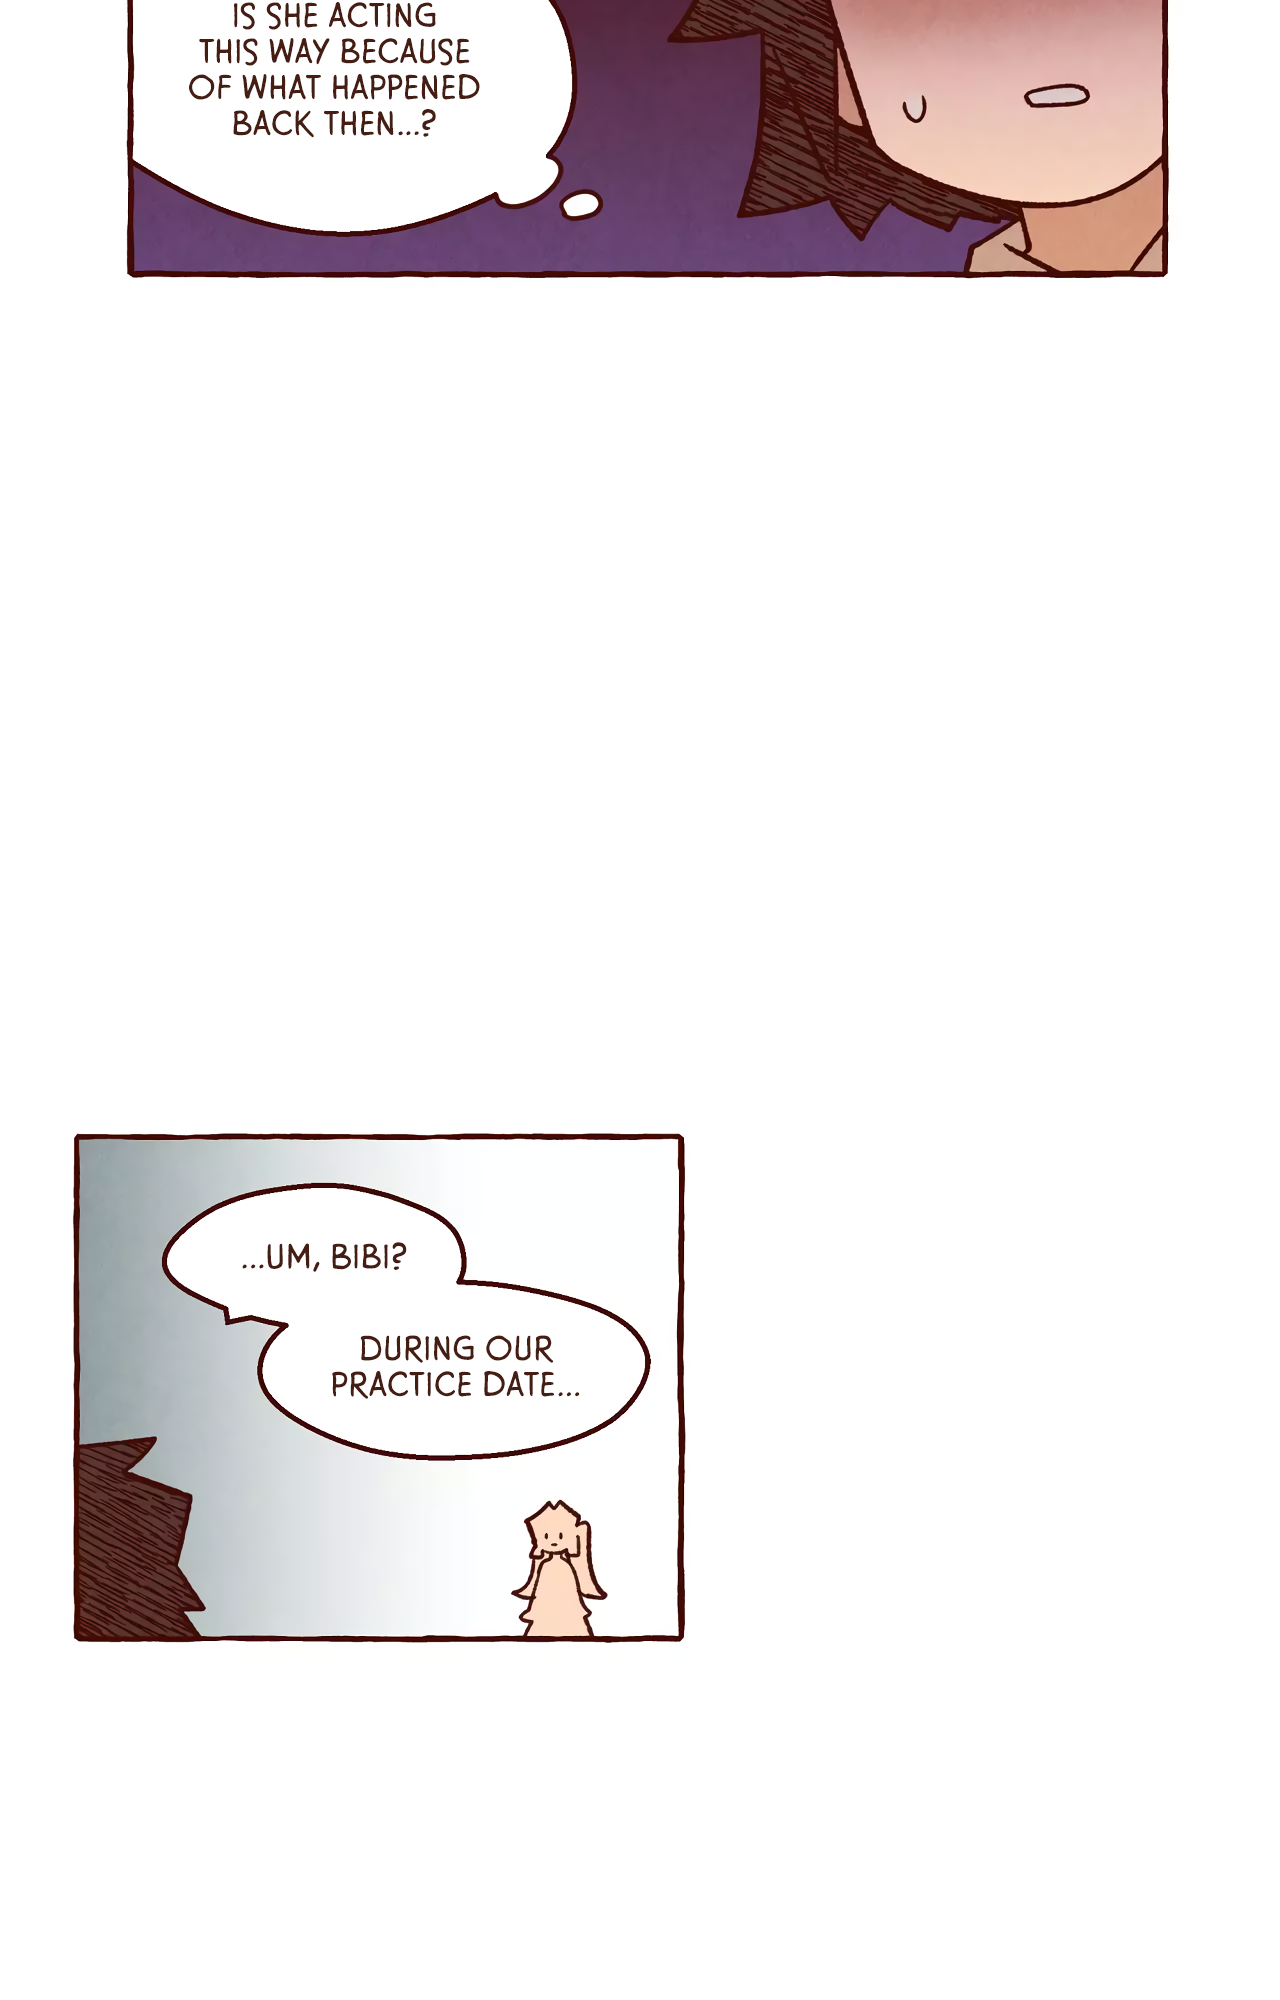 IS SHE ACTING
THIS WAY BECAUSE
OF WHAT HAPPENED
BACK THEN...?
...UM, BIBI?
DURING OUR
PRACTICE DATE...